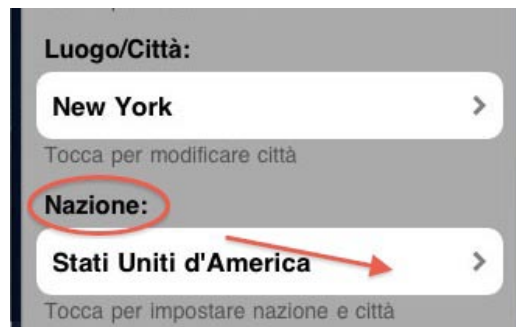 Luogo/Città:
New York
Tocca per modificare città
Nazione:
Stati Uniti d'America
Tocca per impostare nazione e città